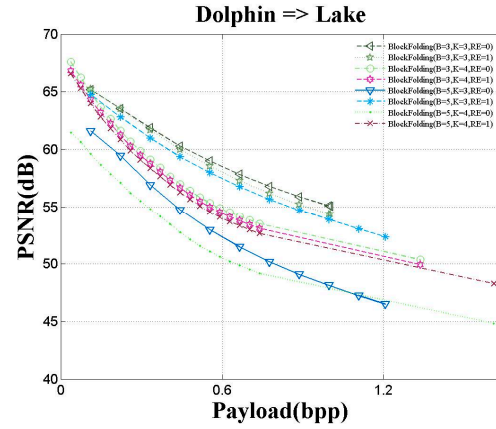 Dolphin => Lake
70
65
60
55
50
45
40
PSNR(dB)
0
0.6
1.2
Payload(bpp)
BlockFolding(B=3,K=3,RE=0)
BlockFolding(B=3,K=3,RE=1)
BlockFolding(B=3,K=4,RE=0)
BlockFolding(B=3,K=4,RE=1)
BlockFolding(B=5,K=3,RE=0)
BlockFolding(B=5,K=3,RE=1)
BlockFolding(B=5,K=4,RE=0)
BlockFolding(B=5,K=4,RE=1)